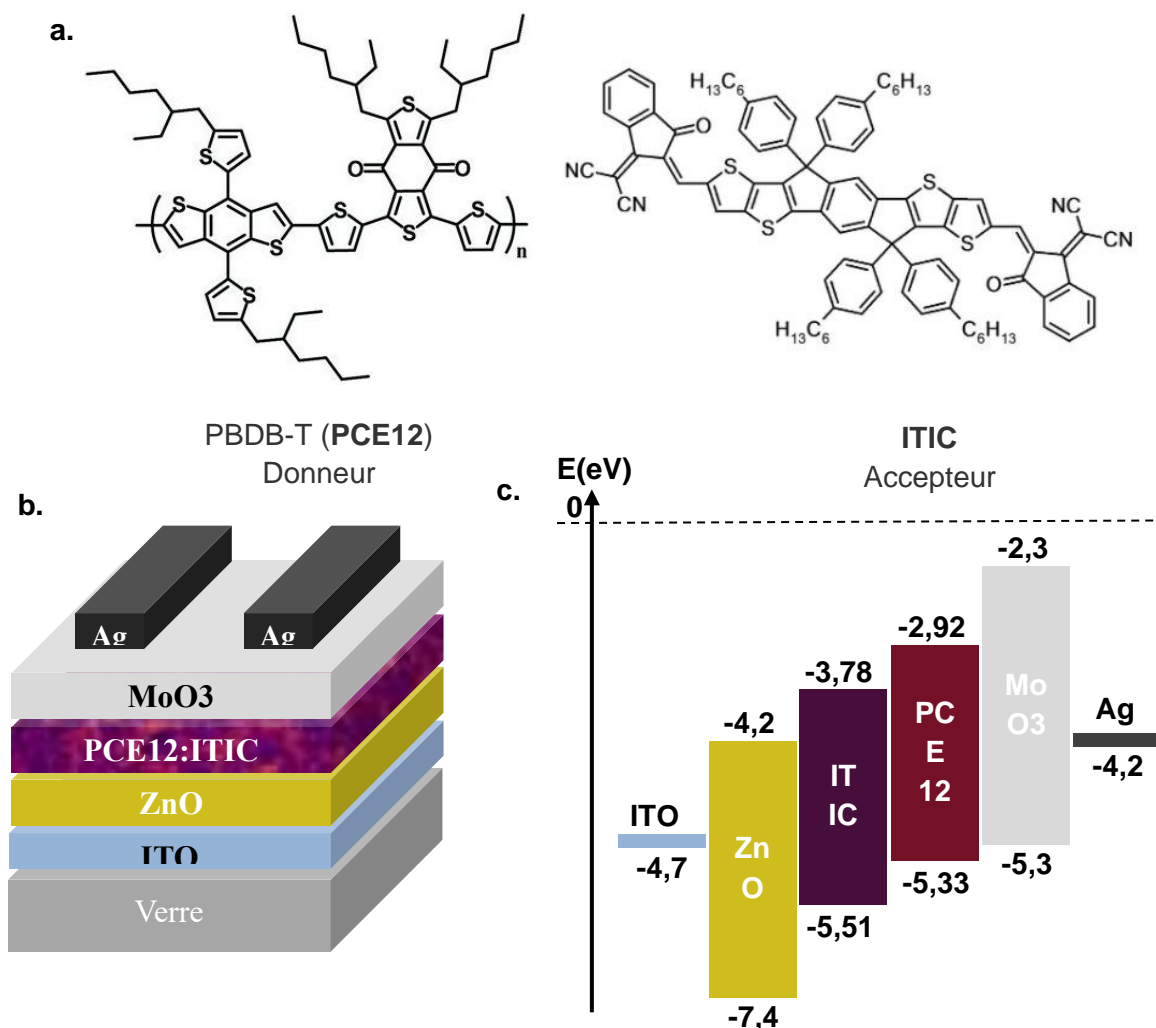 a.
S
S
S
S
O
O
S
S
S
S
n
H13C6
C6H13
O
NC
CN
S
S
S
S
NC
CN
O
H13C6
C6H13
PBDB-T (PCE12)
Donneur
ITIC
Accepteur
b.
Ag
Ag
MoO3
PCE12:ITIC
ZnO
ITO
Verre
c.
E(eV)
0
-2,3
-2,92
-3,78
-4,2
Mo
O3
PC
E
12
IT
IC
Zn
O
ITO
-4,7
Ag
-4,2
-5,3
-5,33
-5,51
-7,4